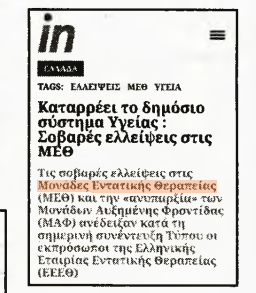 in
ΕΛΛΑΔΑ
TAGS: ΕΛΛΕΙΨΕΙΣ ΜΕΘ ΥΓΕΙΑ
Καταρρέει το δημόσιο
σύστημα Υγείας :
Σοβαρές ελλείψεις στις
ΜΕΘ
Τις σοβαρές ελλείψεις στις
Μονάδες Εντατικής Θεραπείας
(ΜΕΘ) και την «ανυπαρξία» των
Μονάδων Αυξημένης Φροντίδας
(ΜΑΦ) ανέδειξαν κατά τη
σημερινή συνέντευξη Τύπου οι
εκπρόσωποι της Ελληνικής
Εταιρίας Εντατικής Θεραπείας
(ΕΕΕΘ)